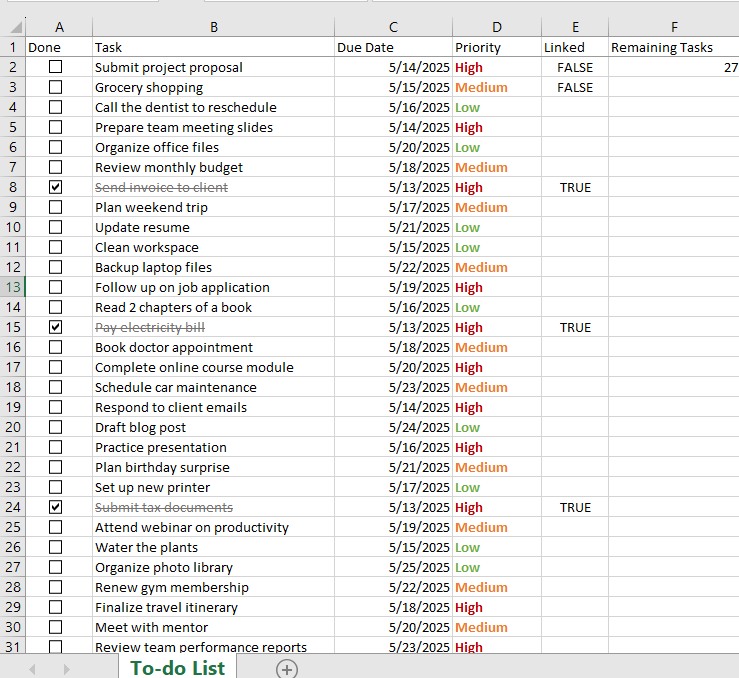 A B C D E F
1 Done Task Due Date Priority Linked Remaining Tasks
2 Submit project proposal 5/14/2025 High FALSE 27
3 Grocery shopping 5/15/2025 Medium FALSE
4 Call the dentist to reschedule 5/16/2025 Low
5 Prepare team meeting slides 5/14/2025 High
6 Organize office files 5/20/2025 Low
7 Review monthly budget 5/18/2025 Medium
8 Send invoice to client 5/13/2025 High TRUE
9 Plan weekend trip 5/17/2025 Medium
10 Update resume 5/21/2025 Low
11 Clean workspace 5/15/2025 Low
12 Backup laptop files 5/22/2025 Medium
13 Follow up on job application 5/19/2025 High
14 Read 2 chapters of a book 5/16/2025 Low
15 Pay electricity bill 5/13/2025 High TRUE
16 Book doctor appointment 5/18/2025 Medium
17 Complete online course module 5/20/2025 High
18 Schedule car maintenance 5/23/2025 Medium
19 Respond to client emails 5/14/2025 High
20 Draft blog post 5/24/2025 Low
21 Practice presentation 5/16/2025 High
22 Plan birthday surprise 5/21/2025 Medium
23 Set up new printer 5/17/2025 Low
24 Submit tax documents 5/13/2025 High TRUE
25 Attend webinar on productivity 5/19/2025 Medium
26 Water the plants 5/15/2025 Low
27 Organize photo library 5/25/2025 Low
28 Renew gym membership 5/22/2025 Medium
29 Finalize travel itinerary 5/18/2025 High
30 Meet with mentor 5/20/2025 Medium
31 Review team performance reports 5/23/2025 High
To-do List